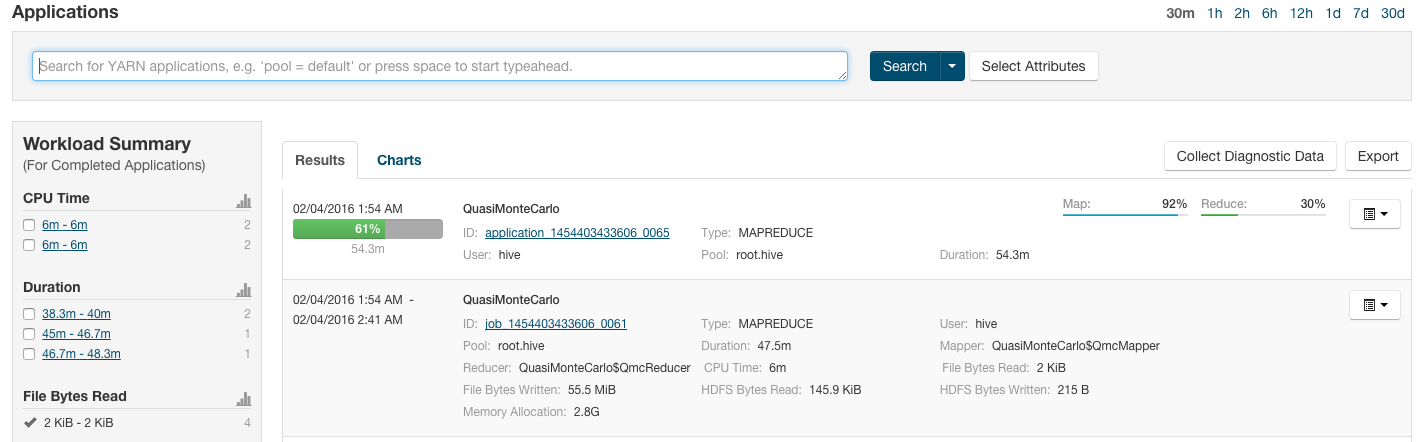 Applications
30m 1h 2h 6h 12h 1d 7d 30d
Search for YARN applications, e.g. 'pool = default' or press space to start typeahead.
Search
Select Attributes
Workload Summary
(For Completed Applications)
CPU Time
6m - 6m 2
6m - 6m 2
Duration
38.3m - 40m 2
45m - 46.7m 1
46.7m - 48.3m 1
File Bytes Read
2 KiB - 2 KiB 4
Results Charts
Collect Diagnostic Data Export
02/04/2016 1:54 AM
61%
54.3m
QuasiMonteCarlo
ID: application_1454403433606_0065 Type: MAPREDUCE
User: hive Pool: root.hive Duration: 54.3m
Map: 92% Reduce: 30%
02/04/2016 1:54 AM -
02/04/2016 2:41 AM
QuasiMonteCarlo
ID: job_1454403433606_0061 Type: MAPREDUCE User: hive
Pool: root.hive Duration: 47.5m Mapper: QuasiMonteCarlo$QmcMapper
Reducer: QuasiMonteCarlo$QmcReducer CPU Time: 6m File Bytes Read: 2 KiB
File Bytes Written: 55.5 MiB HDFS Bytes Read: 145.9 KiB HDFS Bytes Written: 215 B
Memory Allocation: 2.8G